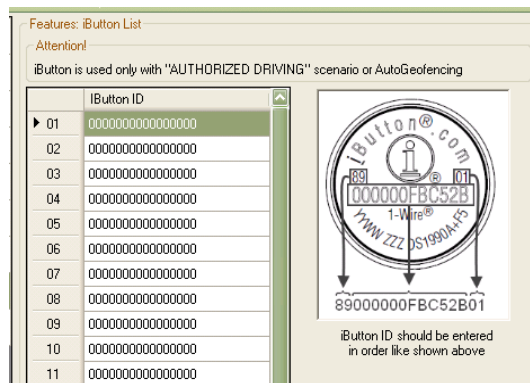 Features: iButton List
Attention!
iButton is used only with "AUTHORIZED DRIVING" scenario or AutoGeofencing
IButton ID
01 0000000000000000
02 0000000000000000
03 0000000000000000
04 0000000000000000
05 0000000000000000
06 0000000000000000
07 0000000000000000
08 0000000000000000
09 0000000000000000
10 0000000000000000
11 0000000000000000
iButton®.com
i
®
89 01
000000FBC52B
1-Wire®
YYWW ZZZ DS1990A+F5
89000000FBC52B01
iButton ID should be entered
in order like shown above